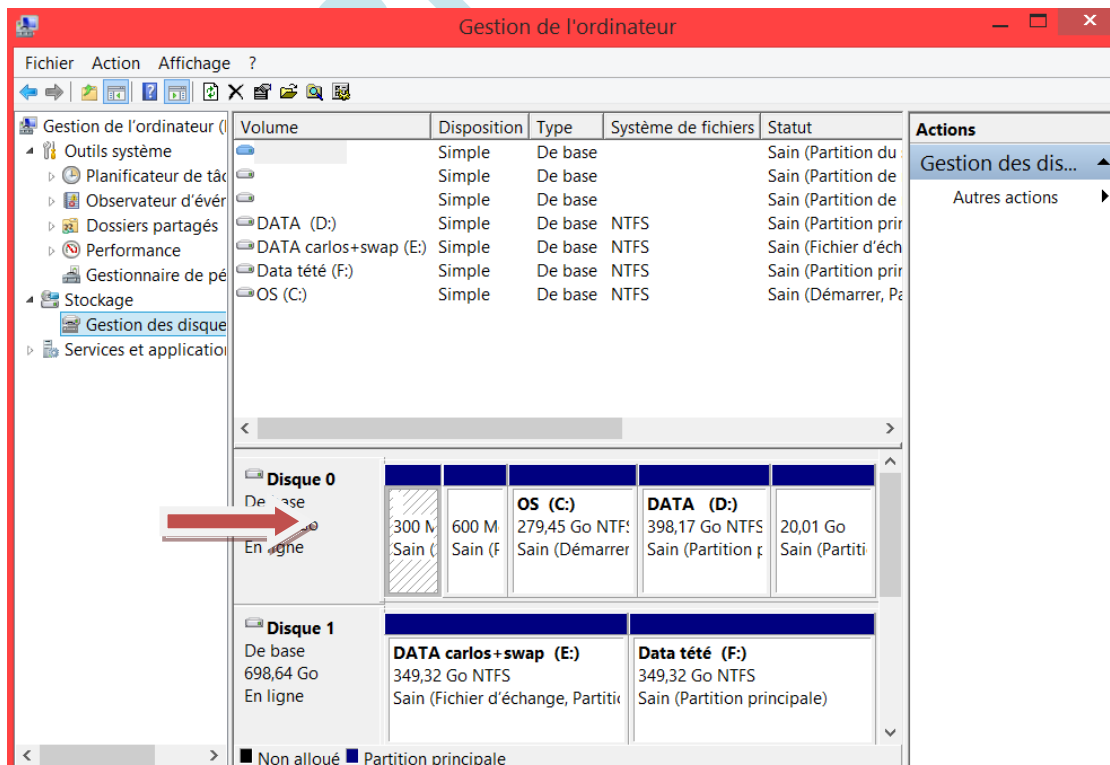 Gestion de l'ordinateur
Fichier Action Affichage ?
Gestion de l'ordinateur (
Outils système
Planificateur de tâc
Observateur d'évér
Dossiers partagés
Performance
Gestionnaire de pé
Stockage
Gestion des disque
Services et application
Volume Disposition Type Système de fichiers Statut
Simple De base Sain (Partition du
Simple De base Sain (Partition de
Simple De base Sain (Partition de
DATA (D:) Simple De base NTFS Sain (Partition prir
DATA carlos+swap (E:) Simple De base NTFS Sain (Fichier d'éch
Data tété (F:) Simple De base NTFS Sain (Partition prir
OS (C:) Simple De base NTFS Sain (Démarrer, Pa
Actions
Gestion des dis...
Autres actions
Disque 0
De base
En ligne
300 M
Sain (
600 M
Sain (F
OS (C:)
279,45 Go NTFS
Sain (Démarrer
DATA (D:)
398,17 Go NTFS
Sain (Partition p
20,01 Go
Sain (Partiti
Disque 1
De base
698,64 Go
En ligne
DATA carlos+swap (E:)
349,32 Go NTFS
Sain (Fichier d'échange, Partitic
Data tété (F:)
349,32 Go NTFS
Sain (Partition principale)
Non alloué Partition principale